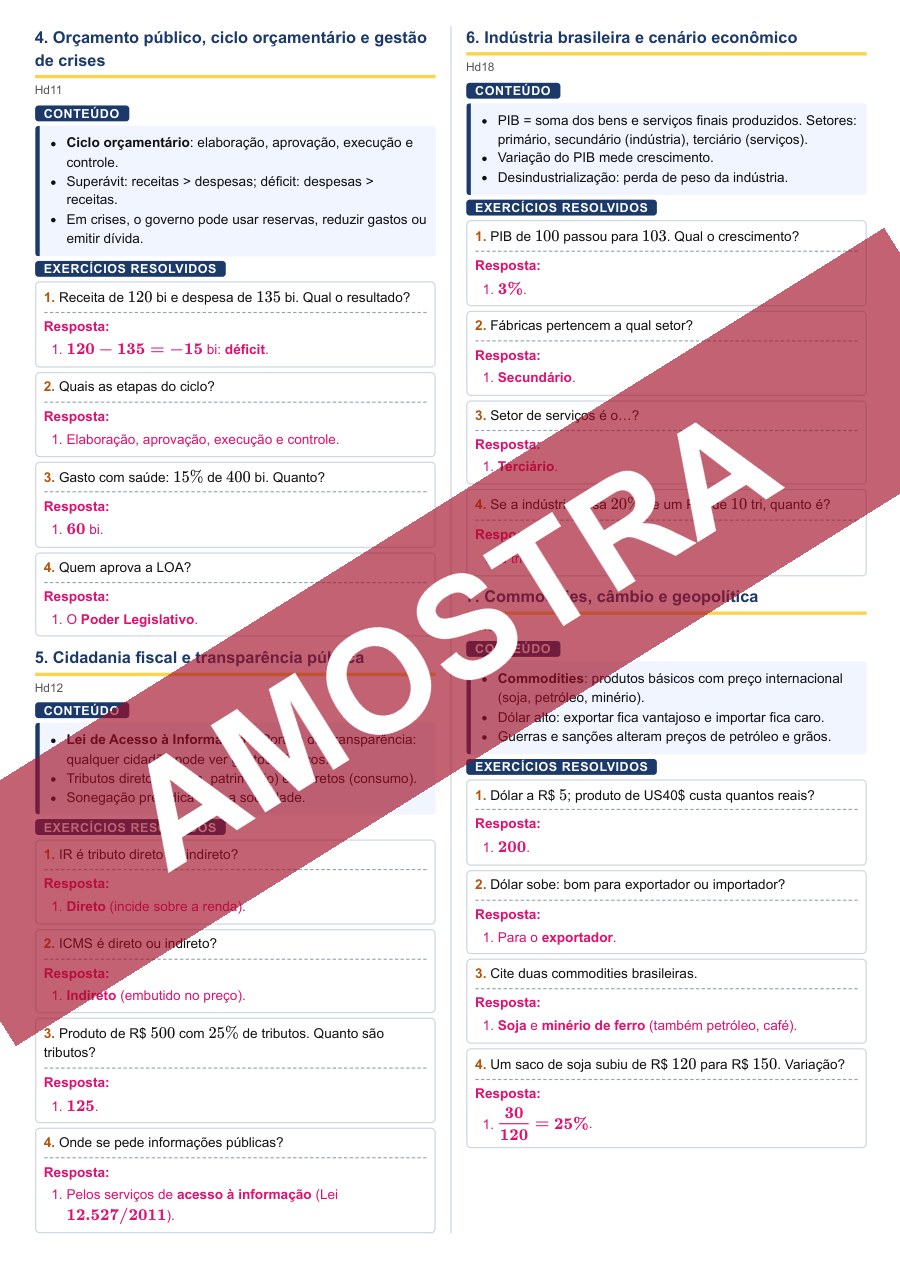 4. Orçamento público, ciclo orçamentário e gestão
de crises
Hd11
CONTEÚDO
• Ciclo orçamentário: elaboração, aprovação, execução e
controle.
• Superávit: receitas > despesas; déficit: despesas >
receitas.
• Em crises, o governo pode usar reservas, reduzir gastos ou
emitir dívida.
EXERCÍCIOS RESOLVIDOS
1. Receita de 120 bi e despesa de 135 bi. Qual o resultado?
Resposta:
1. 120 − 135 = −15 bi: déficit.
2. Quais as etapas do ciclo?
Resposta:
1. Elaboração, aprovação, execução e controle.
3. Gasto com saúde: 15% de 400 bi. Quanto?
Resposta:
1. 60 bi.
4. Quem aprova a LOA?
Resposta:
1. O Poder Legislativo.
5. Cidadania fiscal e transparência
Hd12
CONTEÚDO
• Lei de Acesso à transparência:
qualquer pode ver
• Tributos (consumo).
• Sonegação
EXERCÍCIOS RESOLVIDOS
1. IR é tributo direto indireto?
Resposta:
1. Direto (incide sobre a renda).
2. ICMS é direto ou indireto?
Resposta:
1. Indireto (embutido no preço).
3. Produto de R$ 500 com 25% de tributos. Quanto são
tributos?
Resposta:
1. 125.
4. Onde se pede informações públicas?
Resposta:
1. Pelos serviços de acesso à informação (Lei
12.527/2011).
6. Indústria brasileira e cenário econômico
Hd18
CONTEÚDO
• PIB = soma dos bens e serviços finais produzidos. Setores:
primário, secundário (indústria), terciário (serviços).
• Variação do PIB mede crescimento.
• Desindustrialização: perda de peso da indústria.
EXERCÍCIOS RESOLVIDOS
1. PIB de 100 passou para 103. Qual o crescimento?
Resposta:
1. 3%.
2. Fábricas pertencem a qual setor?
Resposta:
1. Secundário.
3. Setor de serviços é o…?
Resposta:
1. Terciário.
4. Se a 20% um de 10 tri, quanto é?
Commodities, câmbio e geopolítica
CONTEÚDO
• Commodities: produtos básicos com preço internacional
(soja, petróleo, minério).
• Dólar alto: exportar fica vantajoso e importar fica caro.
• Guerras e sanções alteram preços de petróleo e grãos.
EXERCÍCIOS RESOLVIDOS
1. Dólar a R$ 5; produto de US40$ custa quantos reais?
Resposta:
1. 200.
2. Dólar sobe: bom para exportador ou importador?
Resposta:
1. Para o exportador.
3. Cite duas commodities brasileiras.
Resposta:
1. Soja e minério de ferro (também petróleo, café).
4. Um saco de soja subiu de R$ 120 para R$ 150. Variação?
Resposta:
1. 30/120 = 25%.
AMOSTRA